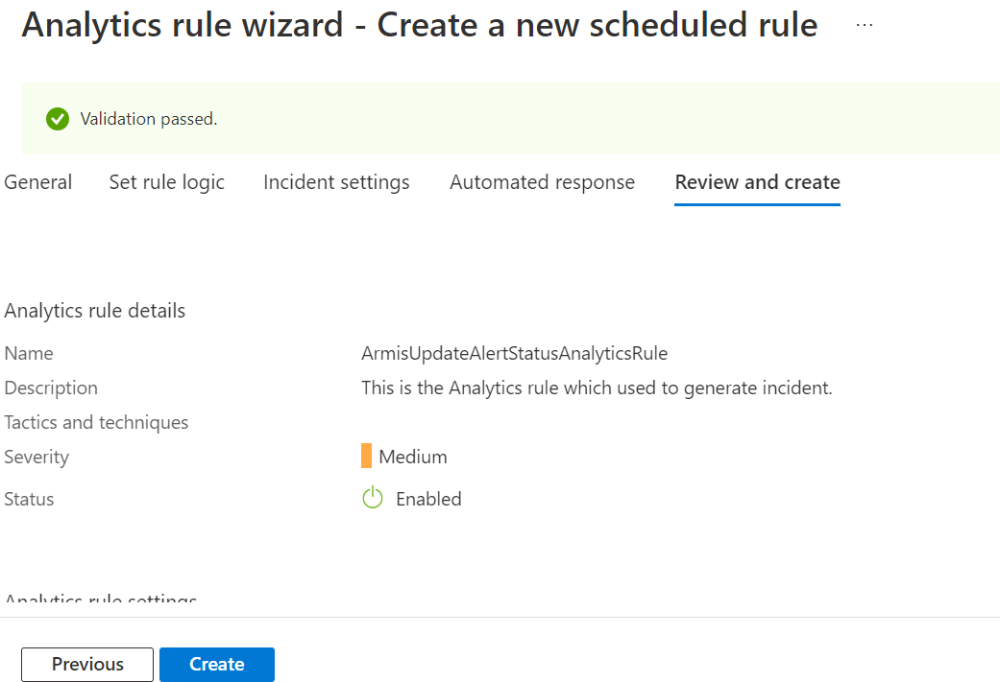 Analytics rule wizard - Create a new scheduled rule ...
Validation passed.
General Set rule logic Incident settings Automated response Review and create
Analytics rule details
Name ArmisUpdateAlertStatusAnalyticsRule
Description This is the Analytics rule which used to generate incident.
Tactics and techniques
Severity Medium
Status Enabled
Analytics rule settings
Previous Create